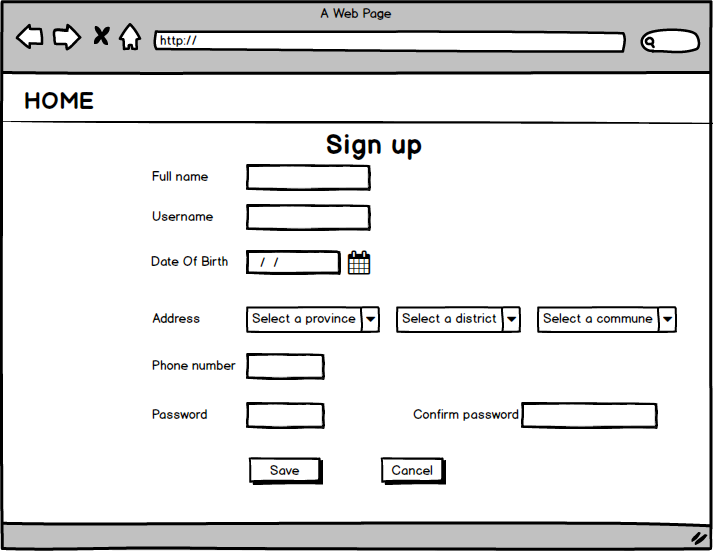 A Web Page
http://
HOME
Sign up
Full name
Username
Date Of Birth / /
Address Select a province Select a district Select a commune
Phone number
Password Confirm password
Save Cancel